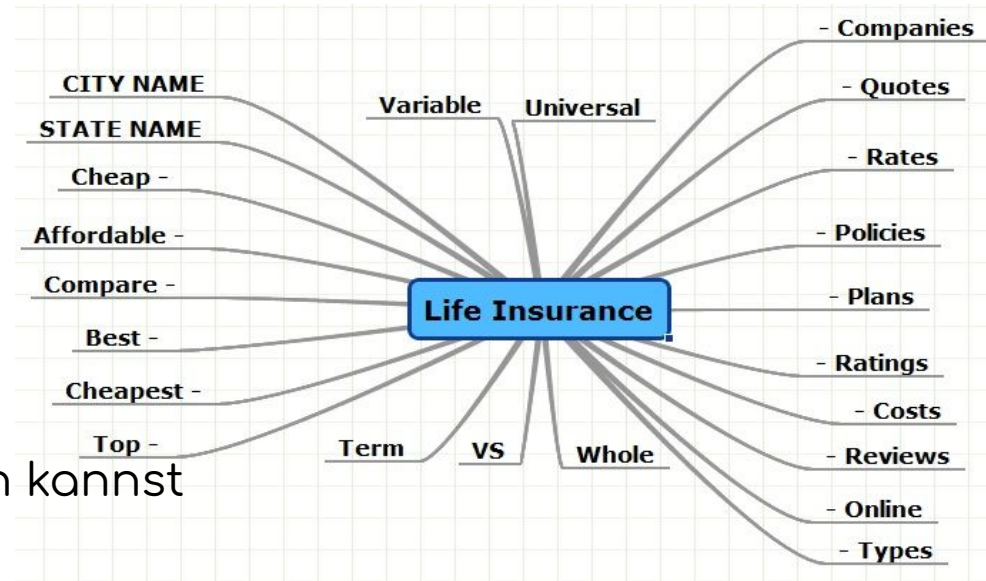 - Companies
CITY NAME
- Quotes
Variable
Universal
STATE NAME
- Rates
Cheap -
Affordable -
- Policies
Compare -
- Plans
Life Insurance
Best -
- Ratings
Cheapest -
- Costs
Top -
Term
VS
Whole
- Reviews
kannst
- Online
- Types